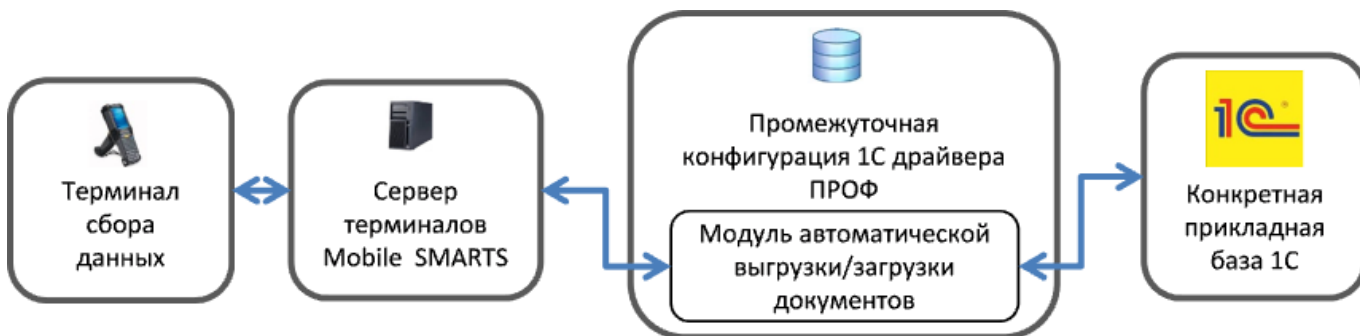 Терминал
сбора
данных
Сервер
терминалов
Mobile SMARTS
Промежуточная
конфигурация 1С драйвера
ПРОФ
Модуль автоматической
выгрузки/загрузки
документов
1С
®
Конкретная
прикладная
база 1С